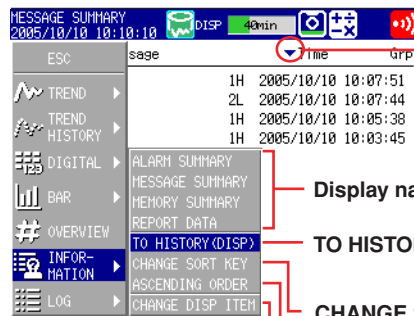 MESSAGE SUMMARY
2005/10/10 10:10:10 DISP 40min
ESC sage Time Grp
1H 2005/10/10 10:07:51
TREND 2L 2005/10/10 10:07:44
TREND HISTORY 1H 2005/10/10 10:05:38
1H 2005/10/10 10:03:45
DIGITAL ALARM SUMMARY
MESSAGE SUMMARY
BAR MEMORY SUMMARY
REPORT DATA
Display na
OVERVIEW
TO HISTORY(DISP) TO HISTO
INFOR-
MATION CHANGE SORT KEY
ASCENDING ORDER
LOG CHANGE DISP ITEM CHANGE